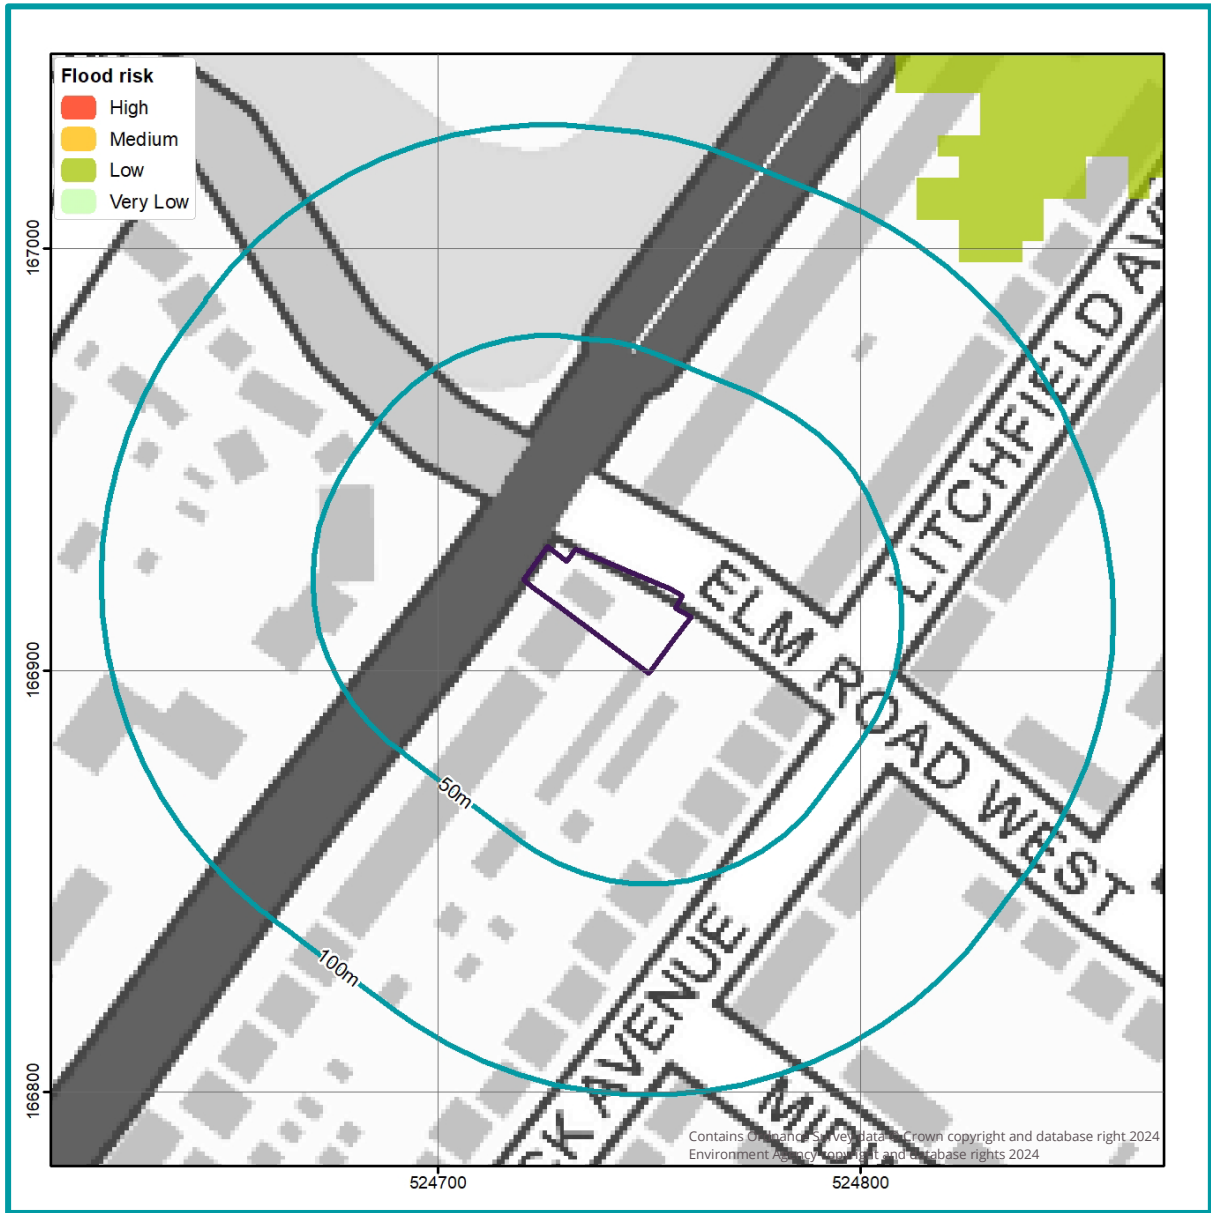 Flood risk
High
Medium
Low
Very Low
167000
166900
166800
524700
524800
50m
100m
LITCHFIELD AV
ELM ROAD WEST
AVENUE
Contains Ordnance Survey data © Crown copyright and database right 2024
Environment Agency copyright and database rights 2024